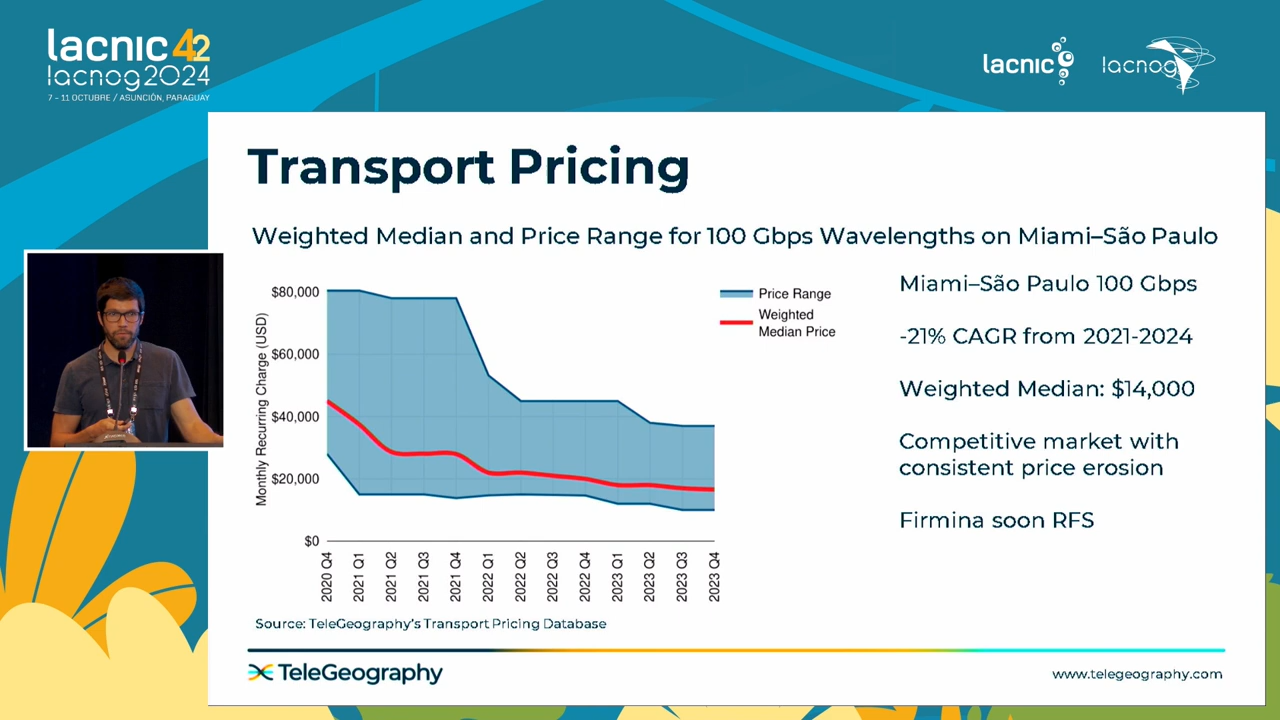 lacnic 42
lacnog2024
7 - 11 OCTUBRE / ASUNCIÓN, PARAGUAY
lacnic
lacnog
Transport Pricing
Weighted Median and Price Range for 100 Gbps Wavelengths on Miami–São Paulo
Monthly Recurring Charge (USD)
$80,000
$60,000
$40,000
$20,000
$0
2020 Q4
2021 Q1
2021 Q2
2021 Q3
2021 Q4
2022 Q1
2022 Q2
2022 Q3
2022 Q4
2023 Q1
2023 Q2
2023 Q3
2023 Q4
Price Range
Weighted
Median Price
Miami–São Paulo 100 Gbps
-21% CAGR from 2021-2024
Weighted Median: $14,000
Competitive market with
consistent price erosion
Firmina soon RFS
Source: TeleGeography's Transport Pricing Database
TeleGeography
www.telegeography.com